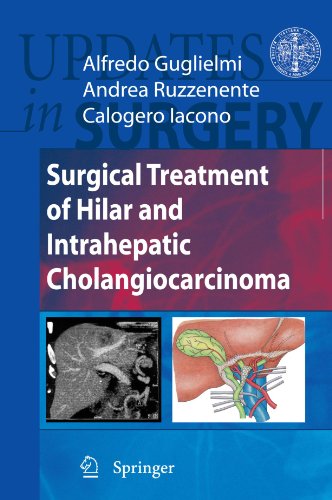 UPDATES
in SURGERY
Alfredo Guglielmi
Andrea Ruzzenente
Calogero Iacono
Surgical Treatment
of Hilar and
Intrahepatic
Cholangiocarcinoma
Springer